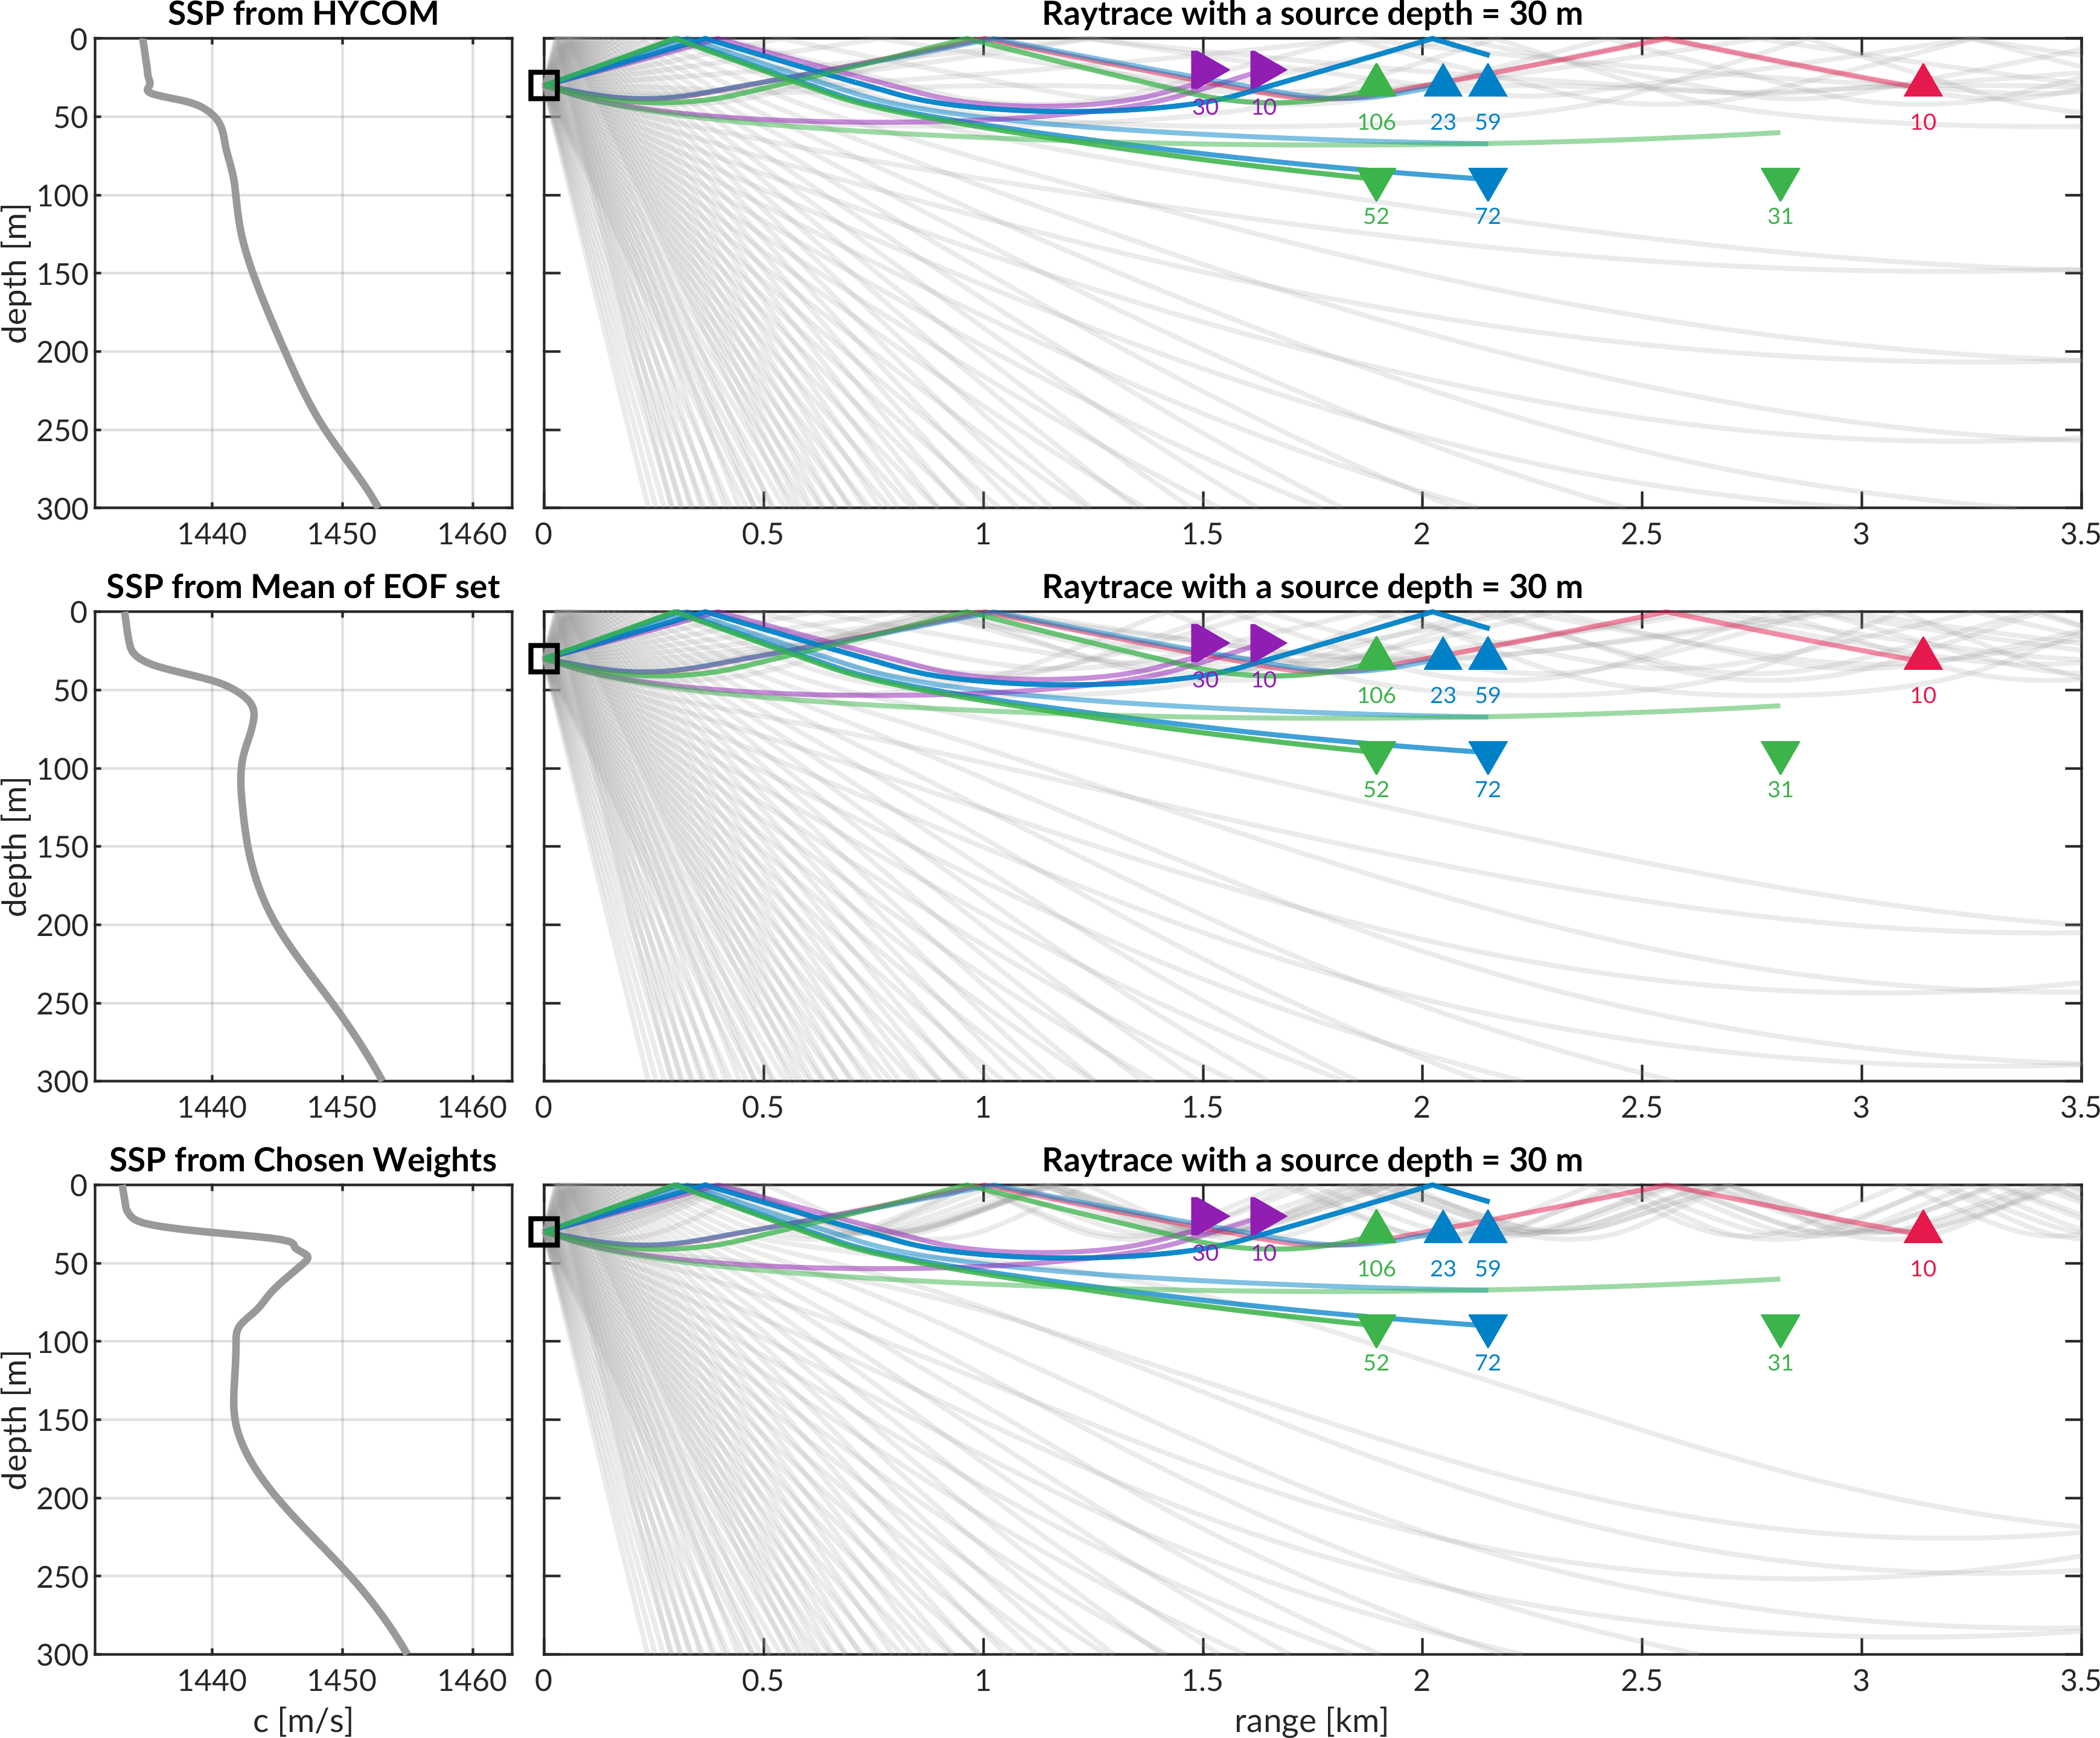 SSP from HYCOM
Raytrace with a source depth = 30 m
0
50
100
150
200
250
300
depth [m]
1440 1450 1460
30 10 106 23 59 10
52 72 31
0 0.5 1 1.5 2 2.5 3 3.5
SSP from Mean of EOF set
Raytrace with a source depth = 30 m
0
50
100
150
200
250
300
depth [m]
1440 1450 1460
30 10 106 23 59 10
52 72 31
0 0.5 1 1.5 2 2.5 3 3.5
SSP from Chosen Weights
Raytrace with a source depth = 30 m
0
50
100
150
200
250
300
depth [m]
1440 1450 1460
c [m/s]
30 10 106 23 59 10
52 72 31
0 0.5 1 1.5 2 2.5 3 3.5
range [km]